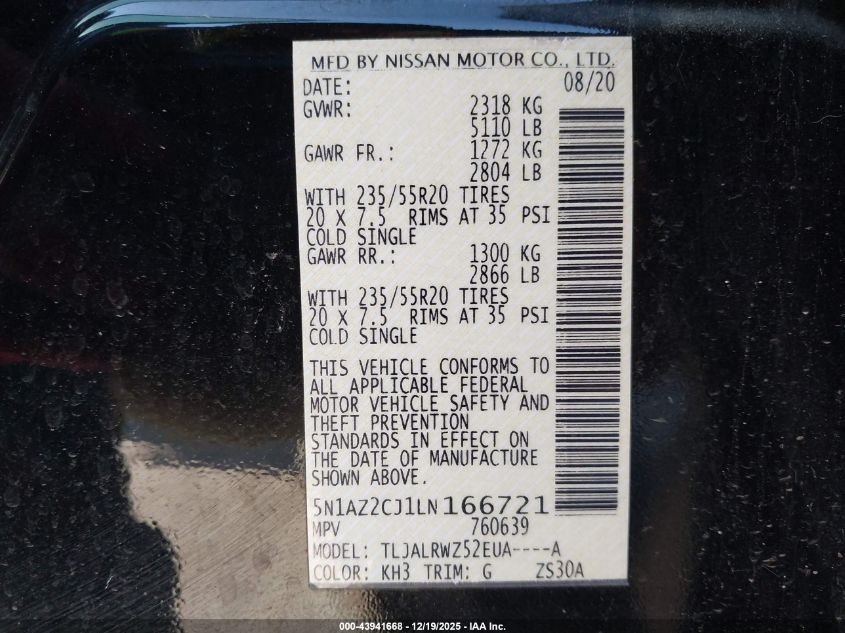 MFD BY NISSAN MOTOR CO., LTD.
DATE: 08/20
GVWR: 2318 KG
5110 LB
GAWR FR.: 1272 KG
2804 LB
WITH 235/55R20 TIRES
20 X 7.5 RIMS AT 35 PSI
COLD SINGLE
GAWR RR.: 1300 KG
2866 LB
WITH 235/55R20 TIRES
20 X 7.5 RIMS AT 35 PSI
COLD SINGLE
THIS VEHICLE CONFORMS TO
ALL APPLICABLE FEDERAL
MOTOR VEHICLE SAFETY AND
THEFT PREVENTION
STANDARDS IN EFFECT ON
THE DATE OF MANUFACTURE
SHOWN ABOVE.
5N1AZ2CJ1LN166721
MPV 760639
MODEL: TLJALRWZ52EUA----A
COLOR: KH3 TRIM: G ZS30A
000-43941668 • 12/19/2025 - IAA Inc.